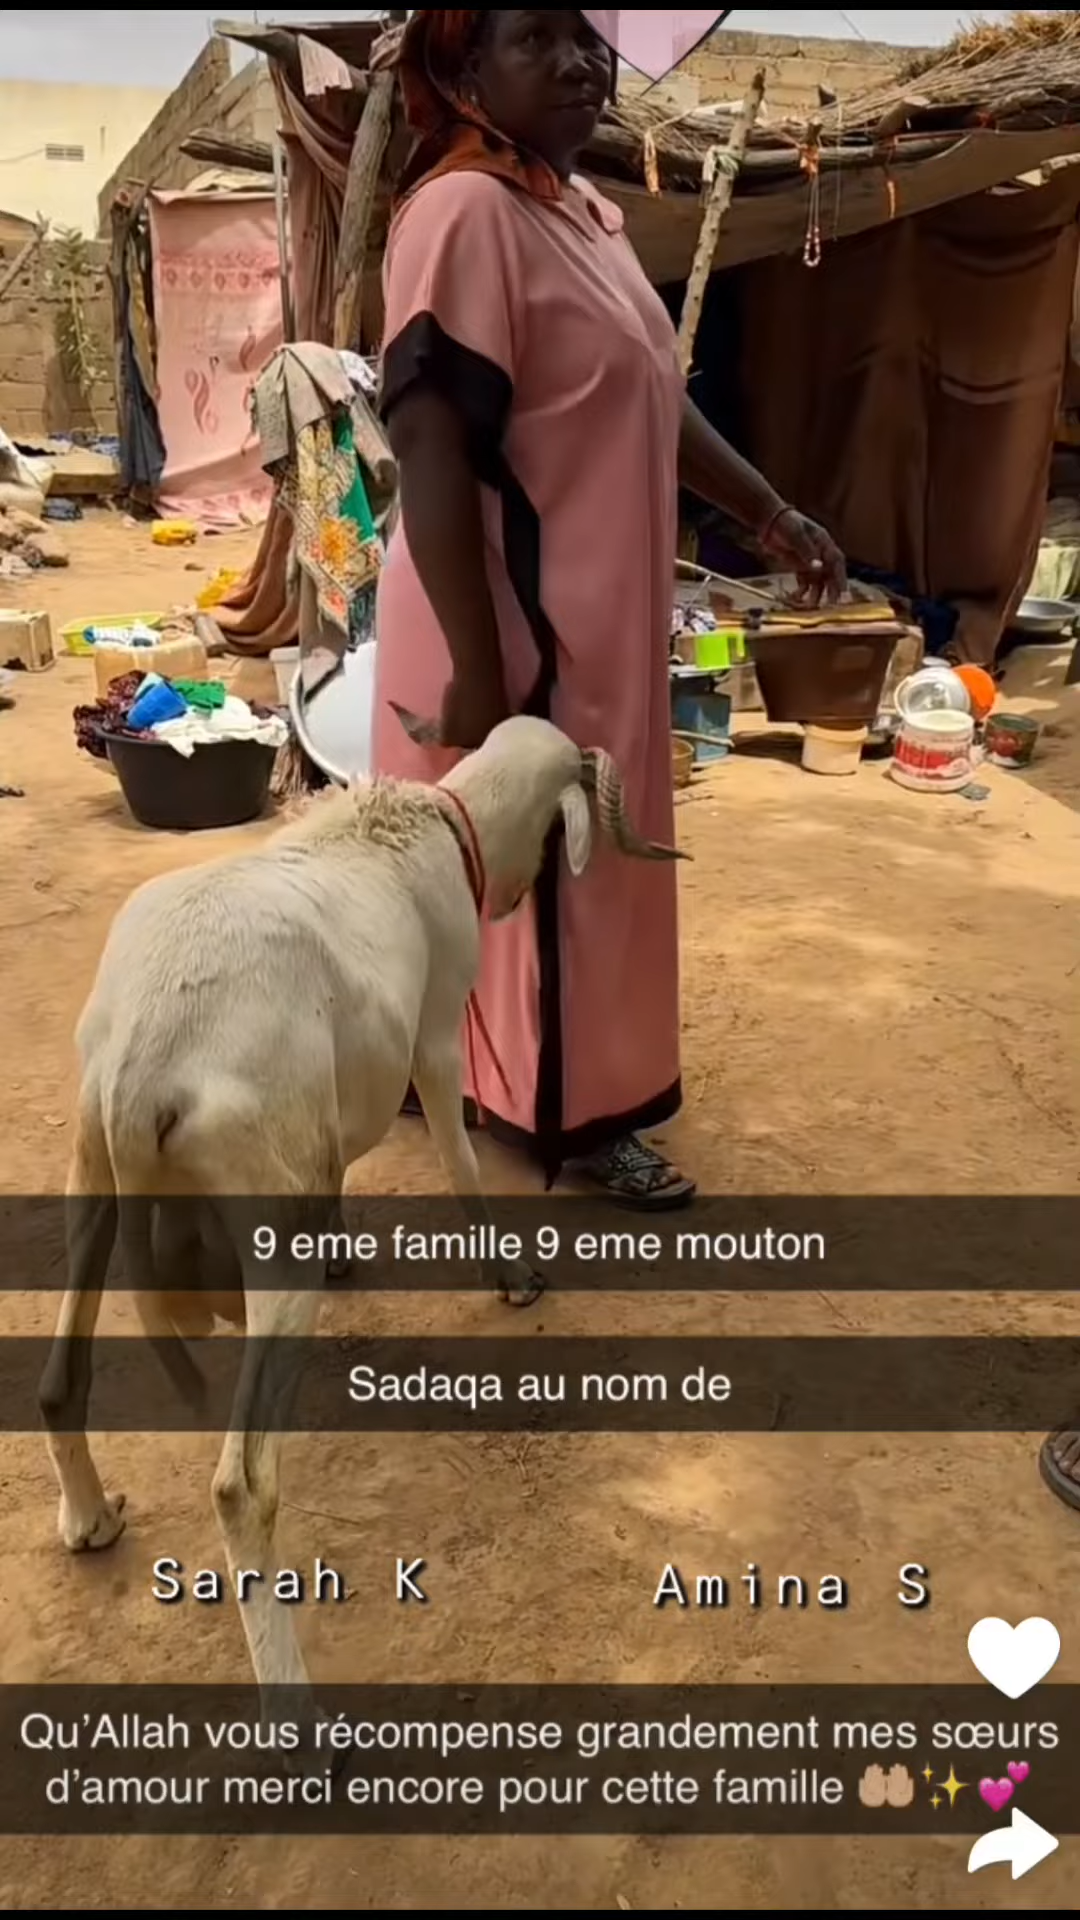 9 eme famille 9 eme mouton
Sadaqa au nom de
Sarah K Amina S
Qu’Allah vous récompense grandement mes sœurs
d’amour merci encore pour cette famille 🤲🏼✨💕